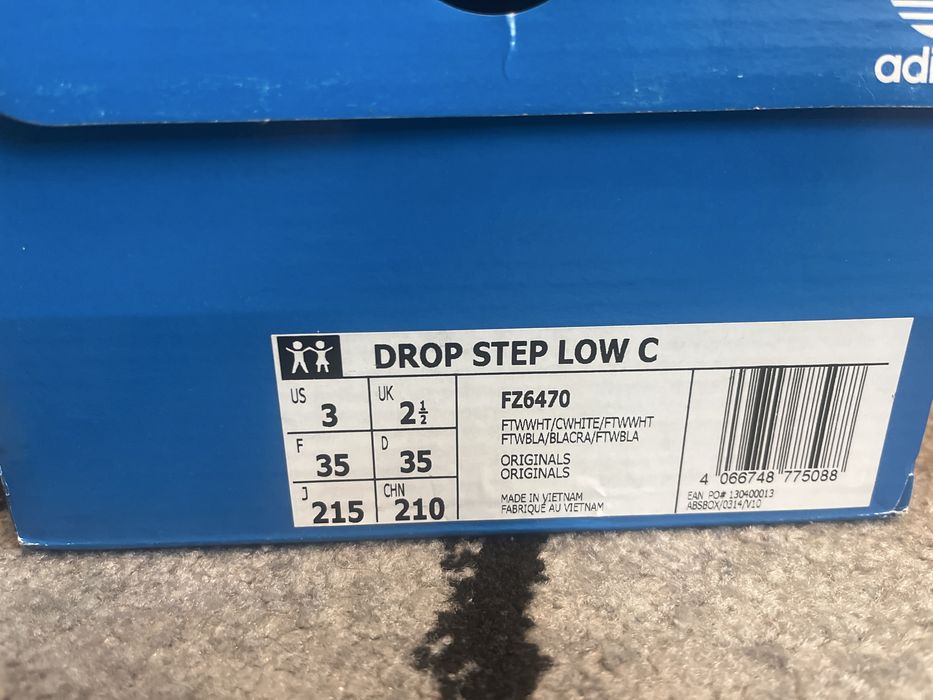 adi
DROP STEP LOW C
US 3 UK 2½
F 35 D 35
J 215 CHN 210
FZ6470
FTWWHT/CWHITE/FTWWHT
FTWBLA/BLACRA/FTWBLA
ORIGINALS
ORIGINALS
MADE IN VIETNAM
FABRIQUÉ AU VIETNAM
4 066748 775088
EAN PO# 130400013
ABSBOX/0314/V10